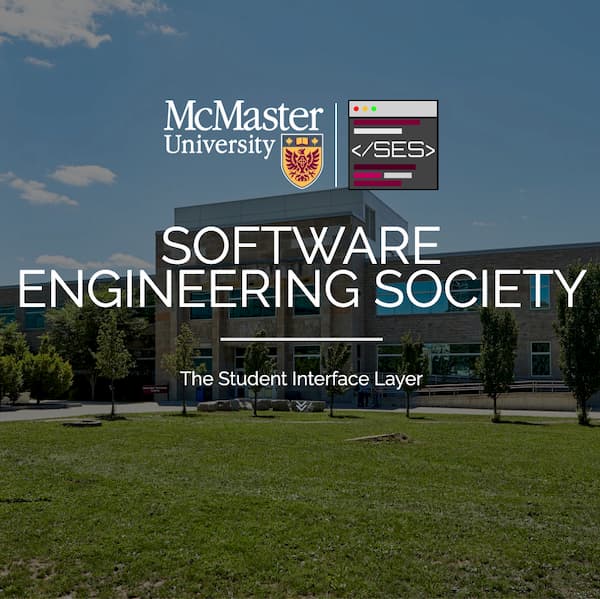 McMaster
University
</SES>
SOFTWARE
ENGINEERING SOCIETY
The Student Interface Layer